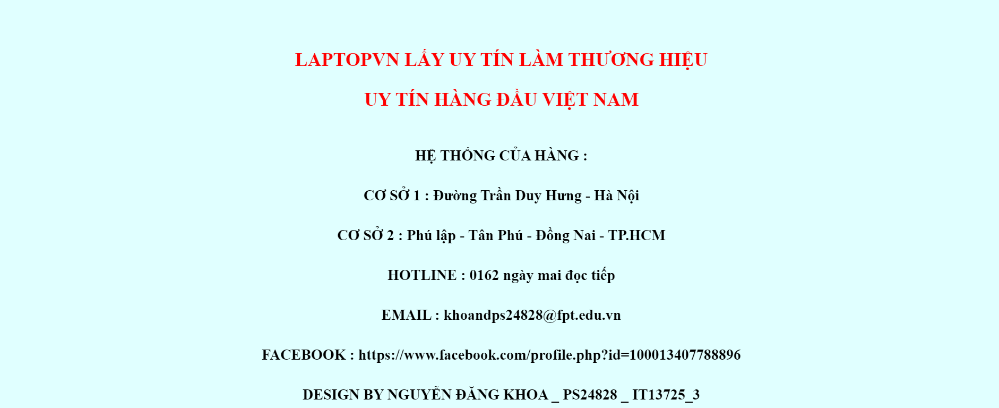 LAPTOPVN LẤY UY TÍN LÀM THƯƠNG HIỆU
UY TÍN HÀNG ĐẦU VIỆT NAM
HỆ THỐNG CỦA HÀNG :
CƠ SỞ 1 : Đường Trần Duy Hưng - Hà Nội
CƠ SỞ 2 : Phú lập - Tân Phú - Đồng Nai - TP.HCM
HOTLINE : 0162 ngày mai đọc tiếp
EMAIL : khoandps24828@fpt.edu.vn
FACEBOOK : https://www.facebook.com/profile.php?id=100013407788896
DESIGN BY NGUYỄN ĐĂNG KHOA _ PS24828 _ IT13725_3